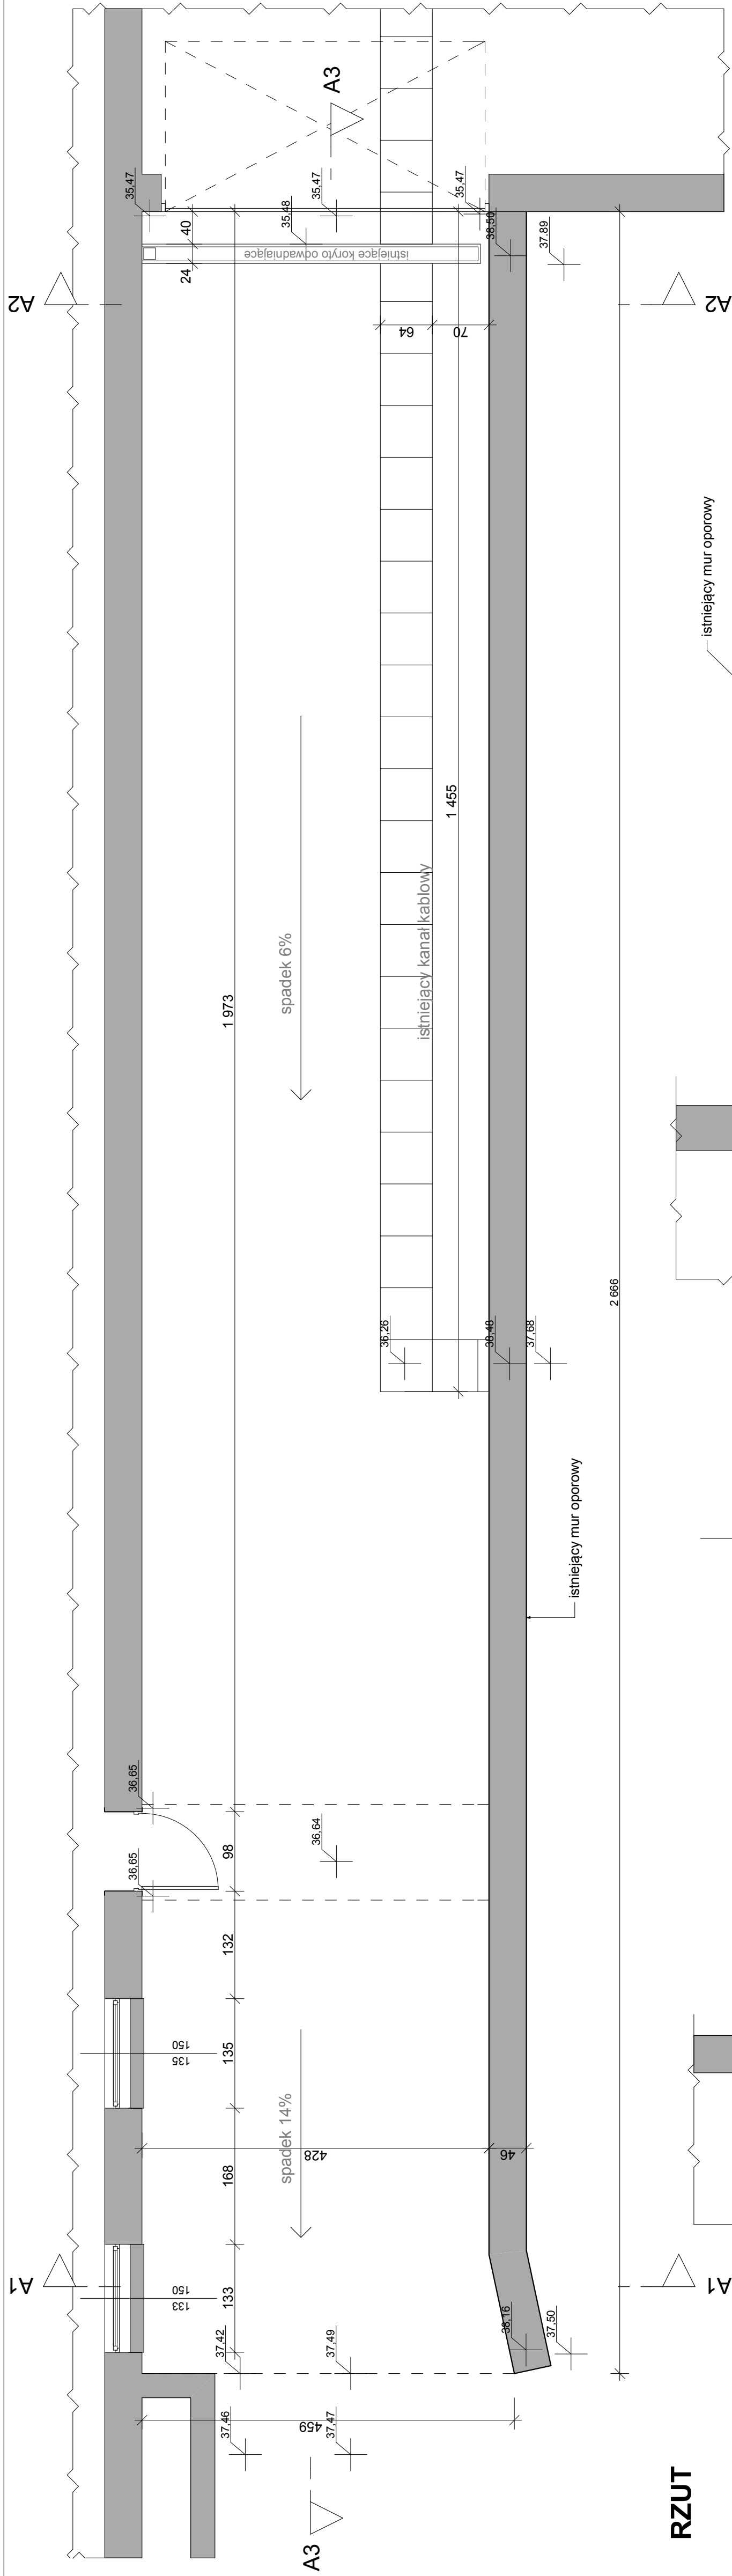 A3
35,47
35,47
35,47
35,48
40
24
istniejące koryto odwadniające
38,50
37,89
A2
A2
64
70
istniejący mur oporowy
1 455
istniejący kanał kablowy
spadek 6%
1 973
2 666
36,26
38,48
37,68
istniejący mur oporowy
36,65
98
36,64
36,65
132
135
150
135
168
spadek 14%
428
46
133
150
133
A1
A1
38,16
37,50
37,42
37,49
459
37,46
37,47
A3
RZUT